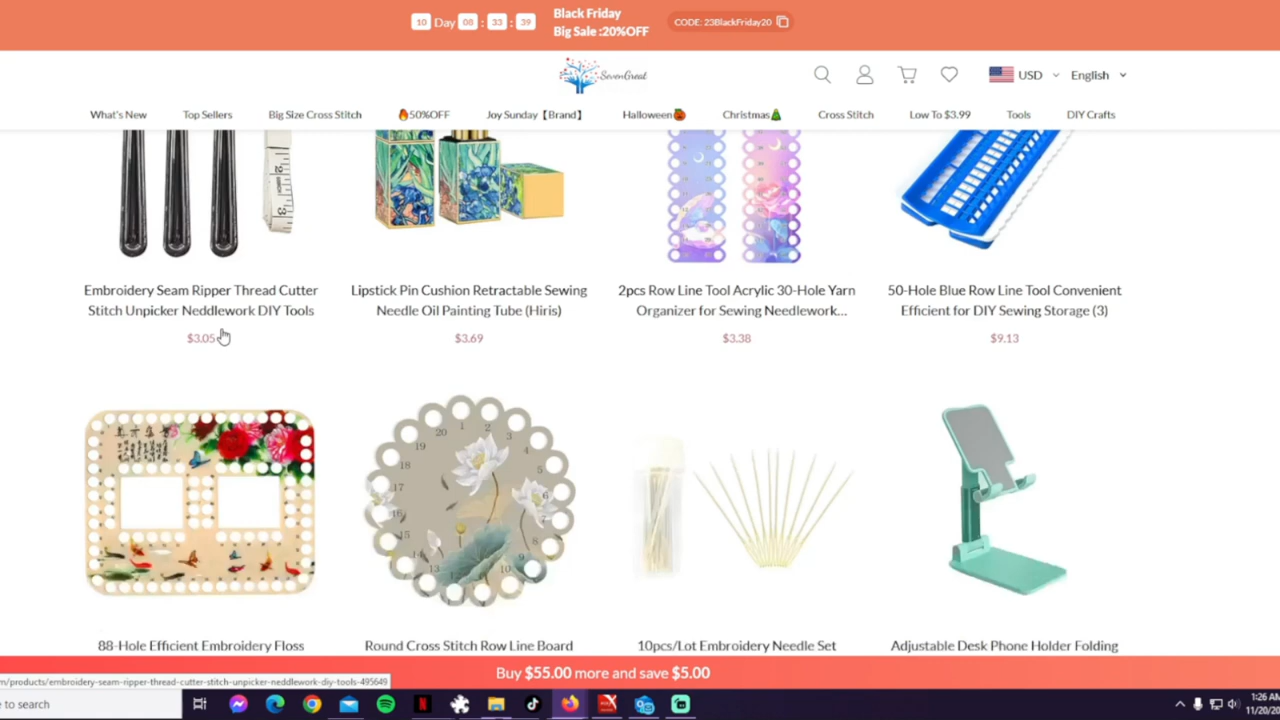 10 Day 08 : 33 : 39
Black Friday
Big Sale :20%OFF
CODE: 23BlackFriday20
SevenGreat
USD
English
What's New
Top Sellers
Big Size Cross Stitch
🔥50%OFF
Joy Sunday【Brand】
Halloween🎃
Christmas🎄
Cross Stitch
Low To $3.99
Tools
DIY Crafts
Embroidery Seam Ripper Thread Cutter
Stitch Unpicker Neddlework DIY Tools
$3.05
Lipstick Pin Cushion Retractable Sewing
Needle Oil Painting Tube (Hiris)
$3.69
2pcs Row Line Tool Acrylic 30-Hole Yarn
Organizer for Sewing Needlework...
$3.38
50-Hole Blue Row Line Tool Convenient
Efficient for DIY Sewing Storage (3)
$9.13
88-Hole Efficient Embroidery Floss
Round Cross Stitch Row Line Board
10pcs/Lot Embroidery Needle Set
Adjustable Desk Phone Holder Folding
Buy $55.00 more and save $5.00
m/products/embroidery-seam-ripper-thread-cutter-stitch-unpicker-neddlework-diy-tools-495649
e to search
1:26 AM
11/20/20